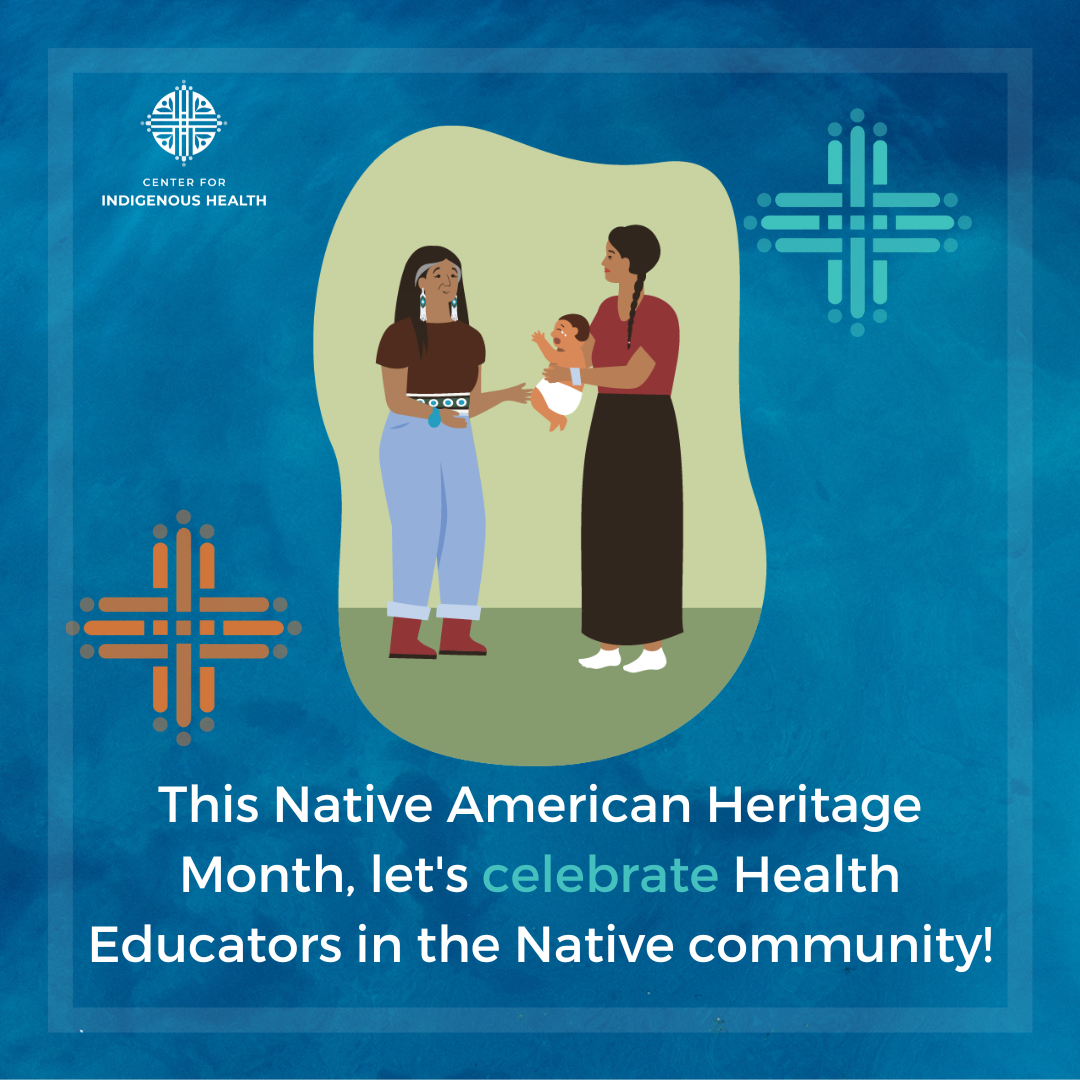 CENTER FOR
INDIGENOUS HEALTH
This Native American Heritage
Month, let's celebrate Health
Educators in the Native community!